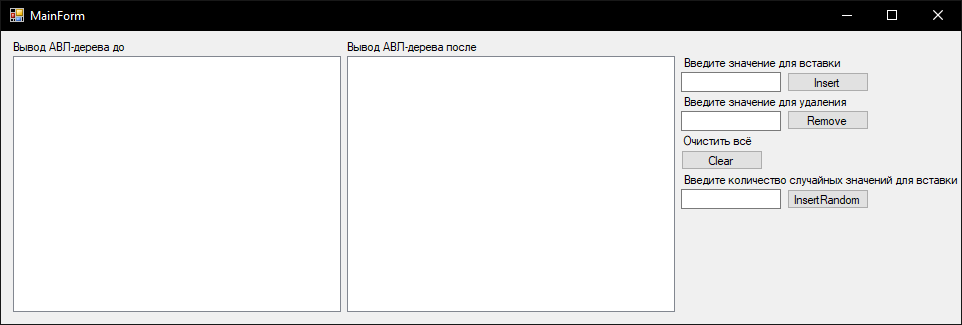 MainForm
Вывод АВЛ-дерева до
Вывод АВЛ-дерева после
Введите значение для вставки
Insert
Введите значение для удаления
Remove
Очистить всё
Clear
Введите количество случайных значений для вставки
InsertRandom